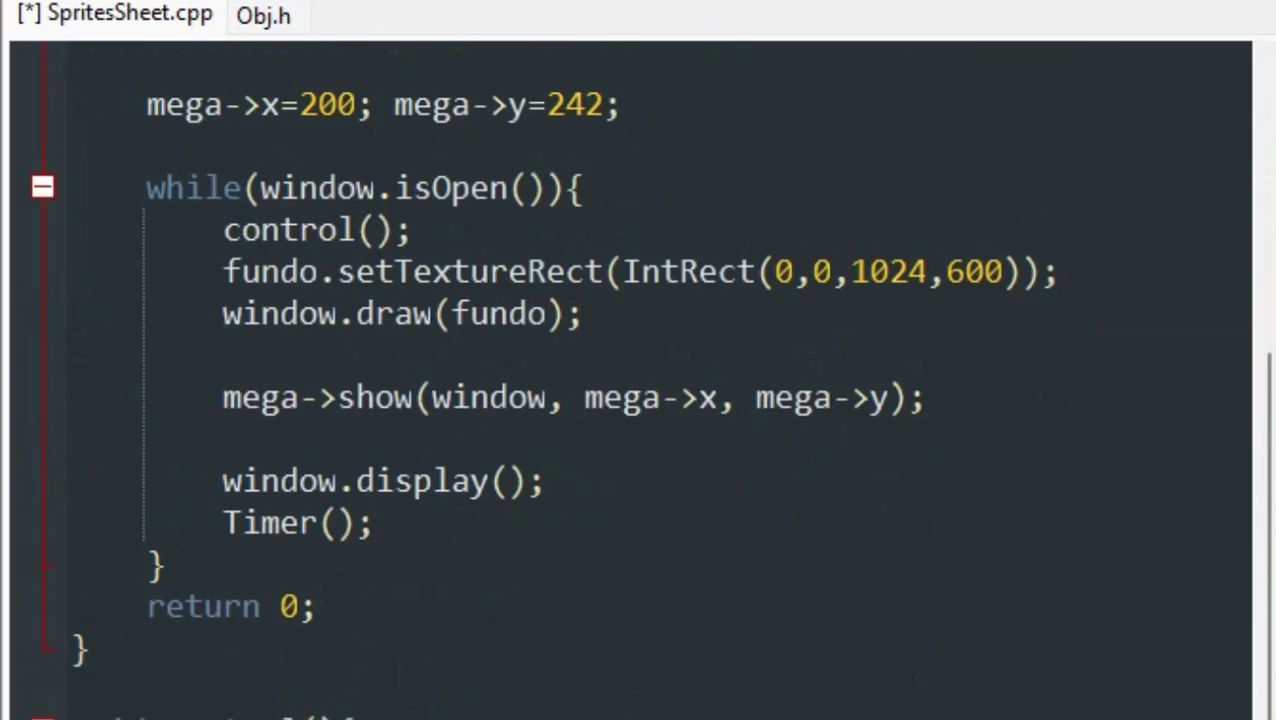 [*] SpritesSheet.cpp Obj.h
mega->x=200; mega->y=242;
while(window.isOpen()){
control();
fundo.setTextureRect(IntRect(0,0,1024,600));
window.draw(fundo);
mega->show(window, mega->x, mega->y);
window.display();
Timer();
}
return 0;
}